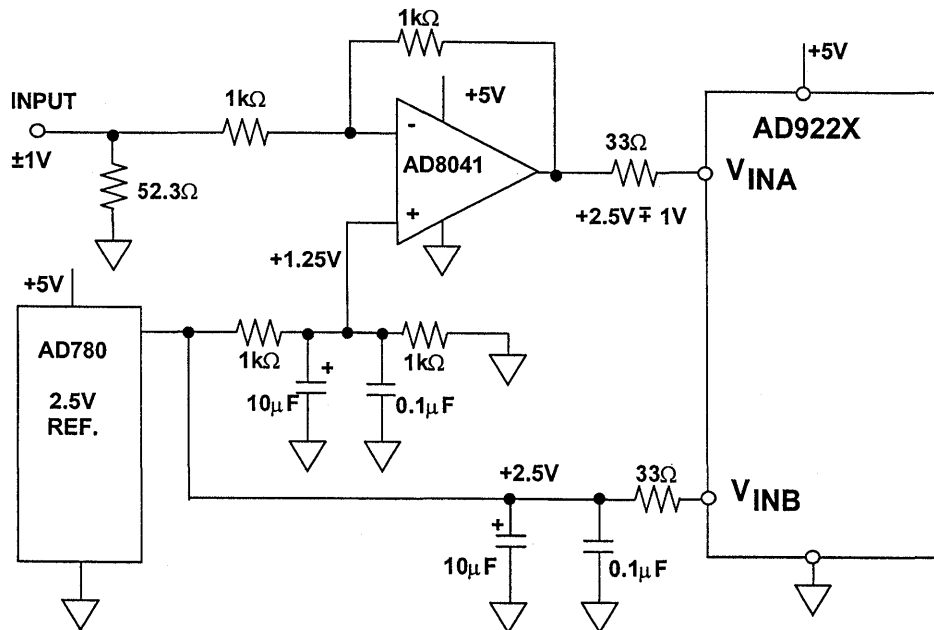 1kΩ
+5V
INPUT
1kΩ
+5V
AD922X
±1V
-
AD8041
33Ω
VINA
52.3Ω
+
+2.5V ∓ 1V
+1.25V
+5V
AD780
1kΩ
1kΩ
2.5V
REF.
+
10μF
0.1μF
+2.5V
33Ω
VINB
+
10μF
0.1μF